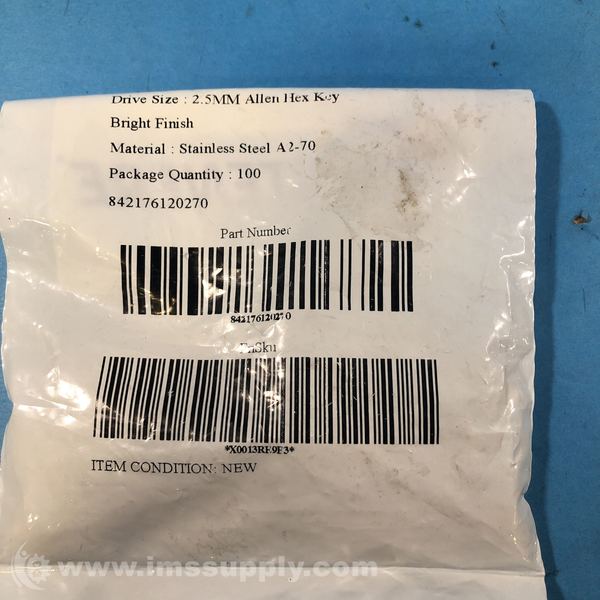 Drive Size : 2.5MM Allen Hex Key
Bright Finish
Material : Stainless Steel A2-70
Package Quantity : 100
842176120270
Part Number
842176120270
FnSku
*X0013RE9F3*
ITEM CONDITION: NEW
www.imssupply.com